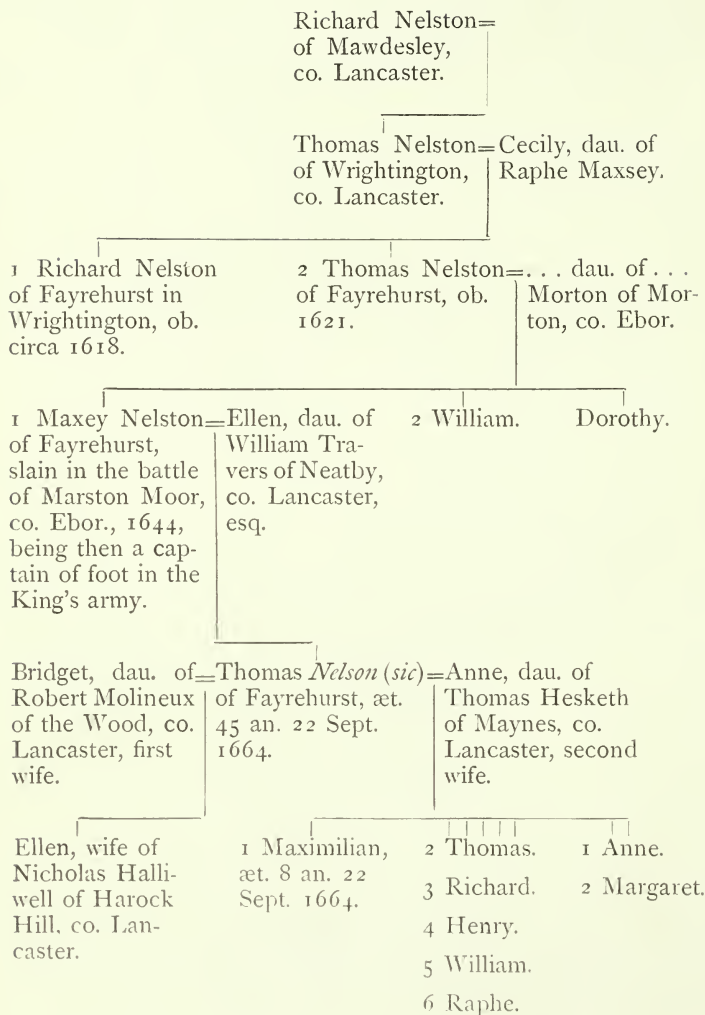 Richard Nelston=
of Mawdesley,
co. Lancaster.
Thomas Nelston=
of Wrightington,
co. Lancaster.
Cecily, dau. of
Raphe Maxsey.
1 Richard Nelston
of Fayrehurst in
Wrightington, ob.
circa 1618.
2 Thomas Nelston=
of Fayrehurst, ob.
1621.
. . . dau. of . . .
Morton of Mor-
ton, co. Ebor.
1 Maxey Nelston=
of Fayrehurst,
slain in the battle
of Marston Moor,
co. Ebor., 1644,
being then a cap-
tain of foot in the
King's army.
Ellen, dau. of
William Tra-
vers of Neatby,
co. Lancaster,
esq.
2 William.
Dorothy.
Bridget, dau. of=
Robert Molineux
of the Wood, co.
Lancaster, first
wife.
Thomas Nelson (sic)=
of Fayrehurst, æt.
45 an. 22 Sept.
1664.
Anne, dau. of
Thomas Hesketh
of Maynes, co.
Lancaster, second
wife.
Ellen, wife of
Nicholas Halli-
well of Harock
Hill, co. Lan-
caster.
1 Maximilian,
æt. 8 an. 22
Sept. 1664.
2 Thomas.
3 Richard.
4 Henry.
5 William.
6 Raphe.
1 Anne.
2 Margaret.